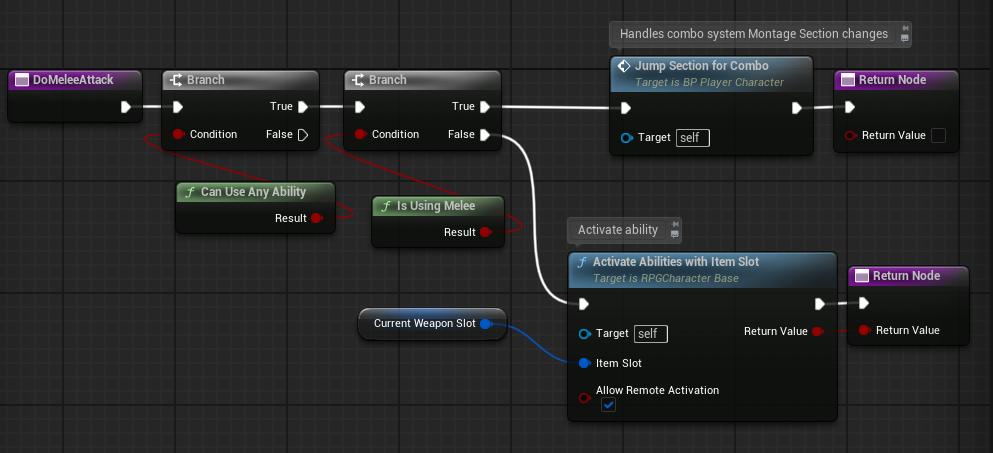 Handles combo system Montage Section changes
DoMeleeAttack
Branch
True
Condition
False
Branch
True
Condition
False
Jump Section for Combo
Target is BP Player Character
Target
self
Return Node
Return Value
f Can Use Any Ability
Result
f Is Using Melee
Result
Activate ability
f Activate Abilities with Item Slot
Target is RPGCharacter Base
Target
self
Return Value
Item Slot
Allow Remote Activation
Current Weapon Slot
Return Node
Return Value